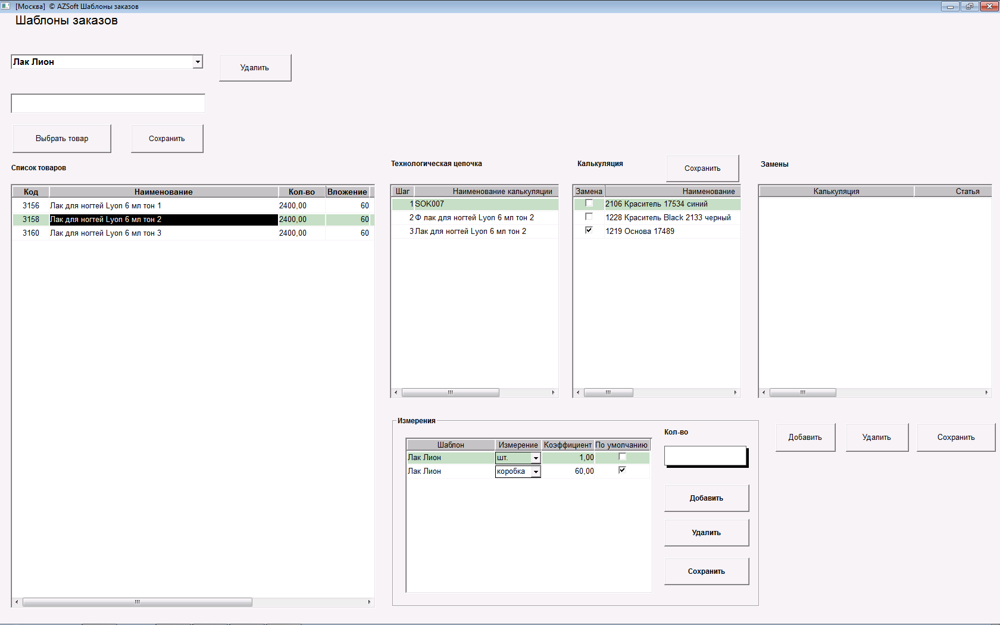 [Москва] © AZSoft Шаблоны заказов
Шаблоны заказов
Лак Лион
Удалить
Выбрать товар Сохранить
Список товаров
Код Наименование Кол-во Вложение
3156 Лак для ногтей Lyon 6 мл тон 1 2400,00 60
3158 Лак для ногтей Lyon 6 мл тон 2 2400,00 60
3160 Лак для ногтей Lyon 6 мл тон 3 2400,00 60
Технологическая цепочка
Шаг Наименование калькуляции
1 SOK007
2 Ф лак для ногтей Lyon 6 мл тон 2
3 Лак для ногтей Lyon 6 мл тон 2
Калькуляция
Сохранить
Замена Наименование
2106 Краситель 17534 синий
1228 Краситель Black 2133 черный
1219 Основа 17489
Замены
Калькуляция Статья
Измерения
Шаблон Измерение Коэффициент По умолчанию
Лак Лион шт. 1,00
Лак Лион коробка 60,00
Кол-во
Добавить
Удалить
Сохранить
Добавить Удалить Сохранить